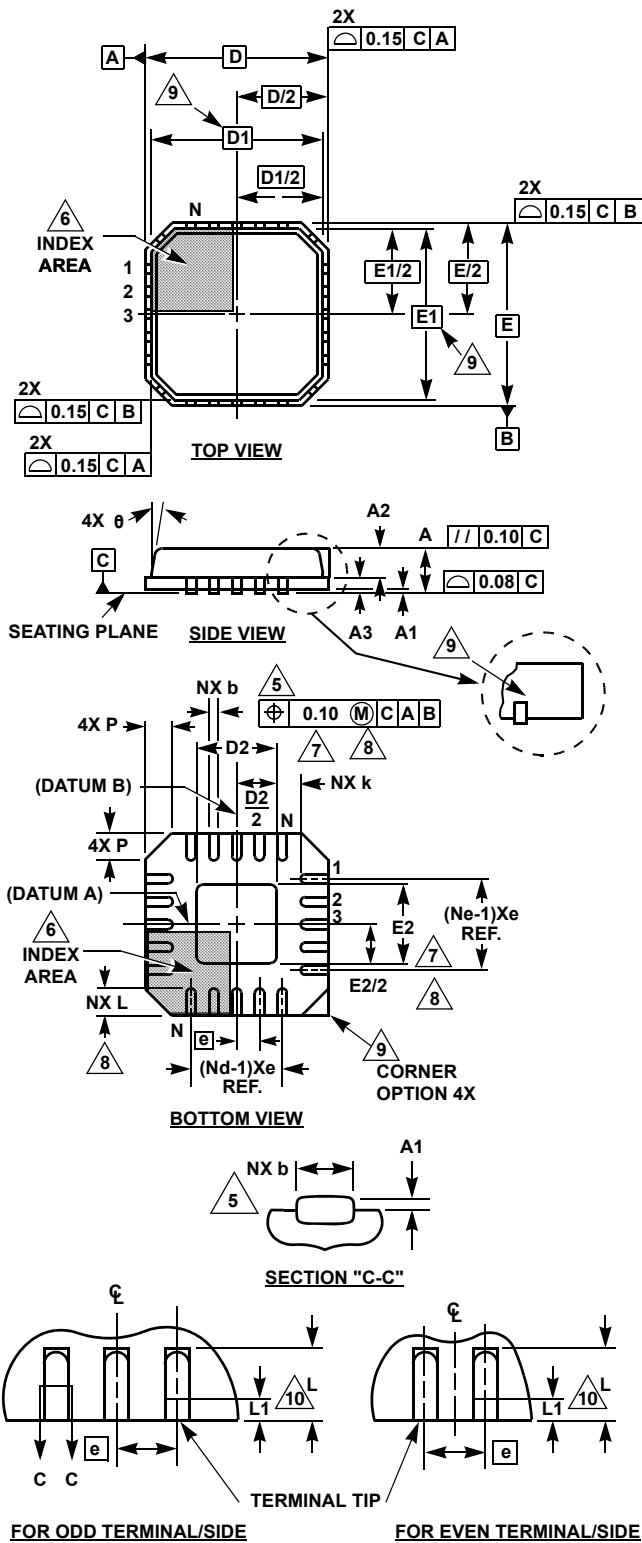 2X
0.15 C A
A
D
D/2
9
D1
D1/2
2X
0.15 C B
6
INDEX
AREA
N
1
2
3
E1/2
E/2
E1
E
9
2X
0.15 C B
2X
0.15 C A
B
TOP VIEW
4X θ
A2
A
// 0.10 C
C
0.08 C
SEATING PLANE
SIDE VIEW
A3
A1
9
NX b
5
⌖ 0.10 Ⓜ C A B
4X P
D2
7
8
(DATUM B)
D2
2
N
NX k
4X P
1
(DATUM A)
2
3
(Ne-1)Xe
REF.
6
INDEX
AREA
E2
7
E2/2
8
NX L
8
N
e
(Nd-1)Xe
REF.
9
CORNER
OPTION 4X
BOTTOM VIEW
NX b
A1
5
SECTION "C-C"
C
L
C
L
L1
10
L
L1
10
L
e
e
C
C
TERMINAL TIP
FOR ODD TERMINAL/SIDE
FOR EVEN TERMINAL/SIDE